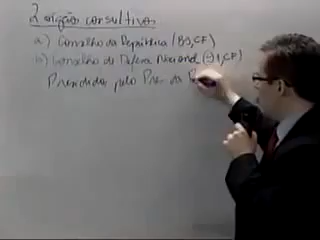 2 órgãos consultivos
a) Conselho da República (89, CF)
b) Conselho de Defesa Nacional (91, CF)
Presididos pelo Pres. da